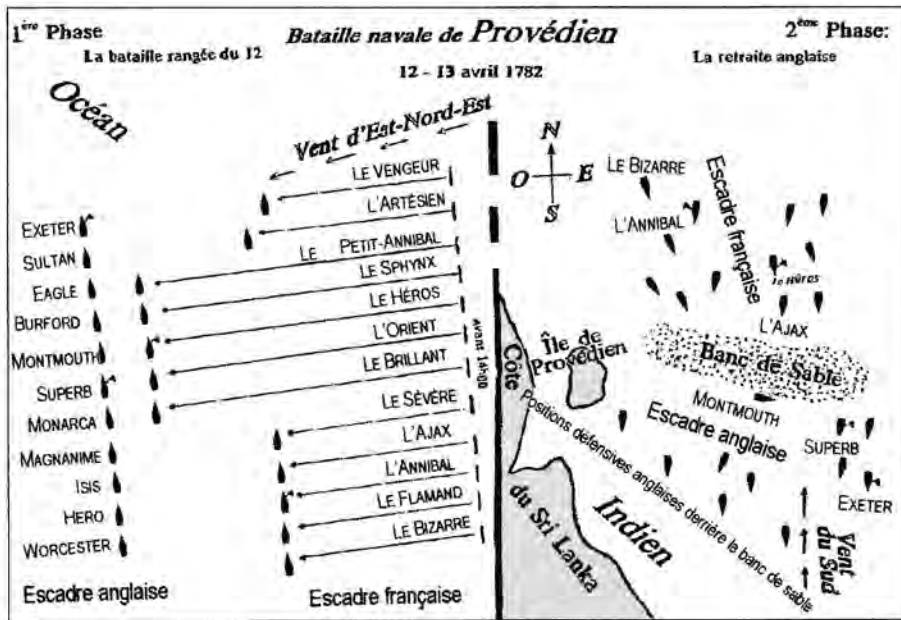 1ère Phase
La bataille rangée du 12
Bataille navale de Provédien
12 - 13 avril 1782
2ème Phase:
La retraite anglaise
Océan
Vent d'Est-Nord-Est
LE VENGEUR
L'ARTÉSIEN
LE PETIT-ANNIBAL
LE SPHYNX
LE HÉROS
L'ORIENT
LE BRILLANT
LE SÉVÈRE
L'AJAX
L'ANNIBAL
LE FLAMAND
LE BIZARRE
avant 14h00
EXETER
SULTAN
EAGLE
BURFORD
MONTMOUTH
SUPERB
MONARCA
MAGNANIME
ISIS
HERO
WORCESTER
Escadre anglaise
Escadre française
N
O
E
S
LE BIZARRE
L'ANNIBAL
Escadre française
le Héros
L'AJAX
Banc de Sable
Île de
Provédien
Côte
du Sri Lanka
Indien
MONTMOUTH
Escadre anglaise
SUPERB
EXETER
Positions défensives anglaises derrière le banc de sable
Vent
du Sud